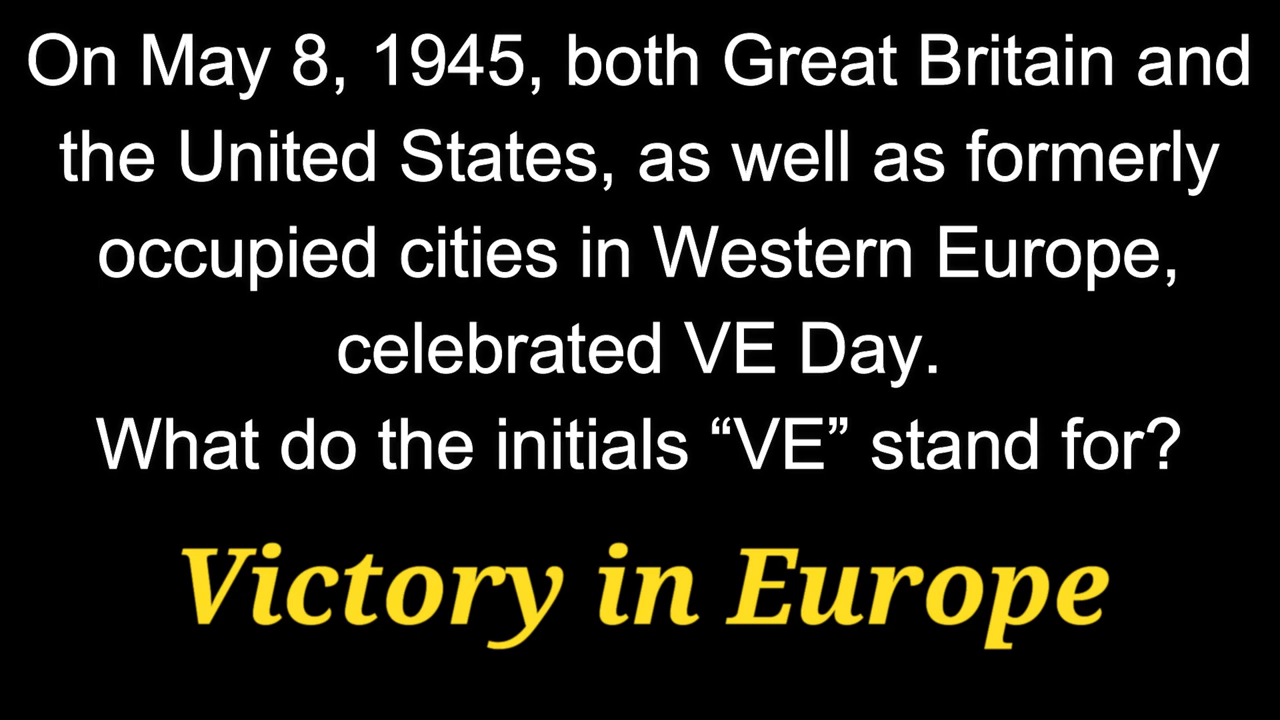 On May 8, 1945, both Great Britain and
the United States, as well as formerly
occupied cities in Western Europe,
celebrated VE Day.
What do the initials “VE” stand for?
Victory in Europe